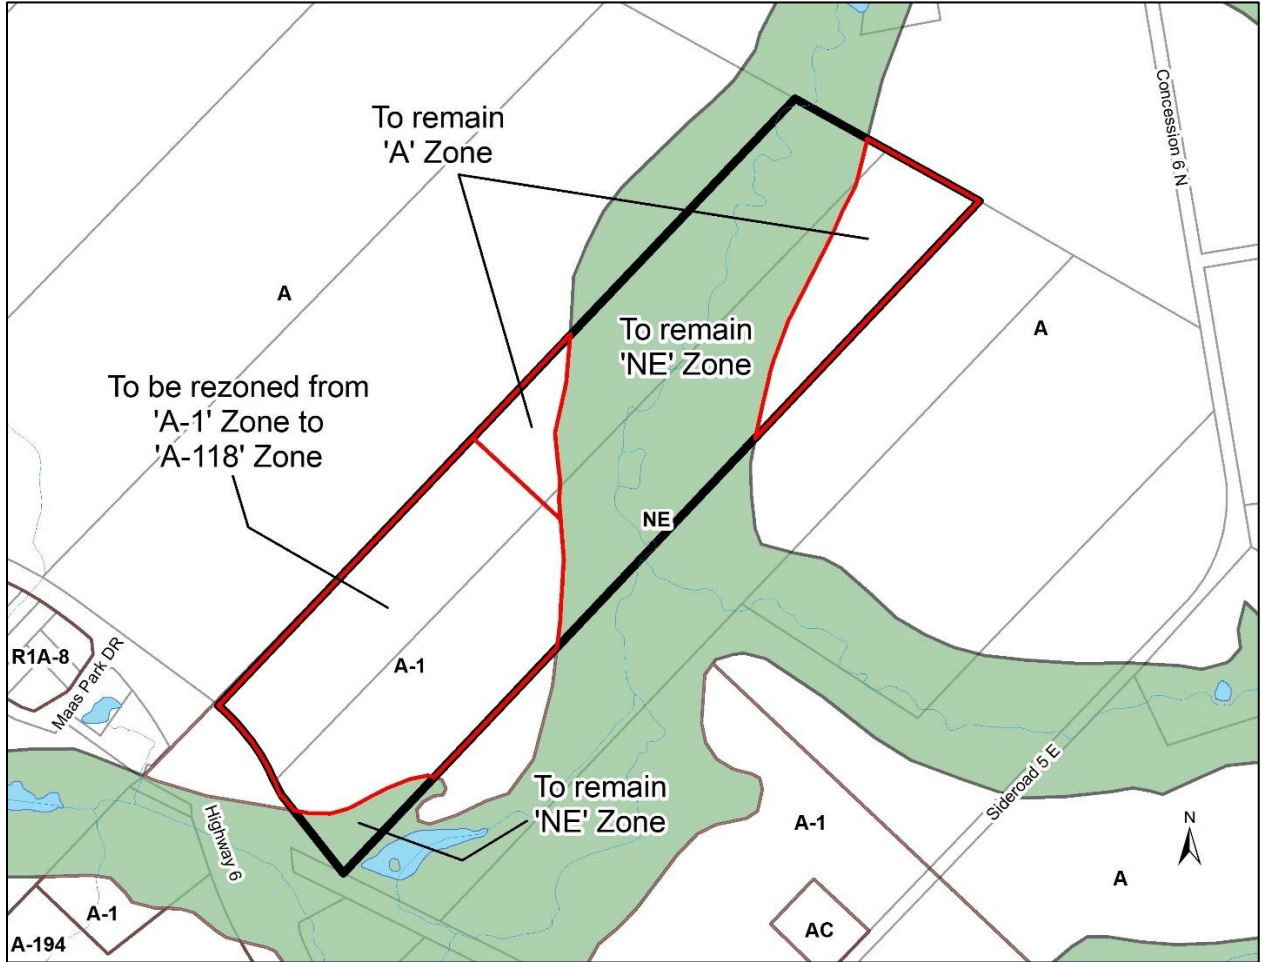 Concession 6 N
To remain
'A' Zone
A
To remain
'NE' Zone
A
To be rezoned from
'A-1' Zone to
'A-118' Zone
NE
R1A-8
Maas Park DR
A-1
To remain
'NE' Zone
Highway 6
Sideroad 5 E
A-1
N
A
A-1
AC
A-194